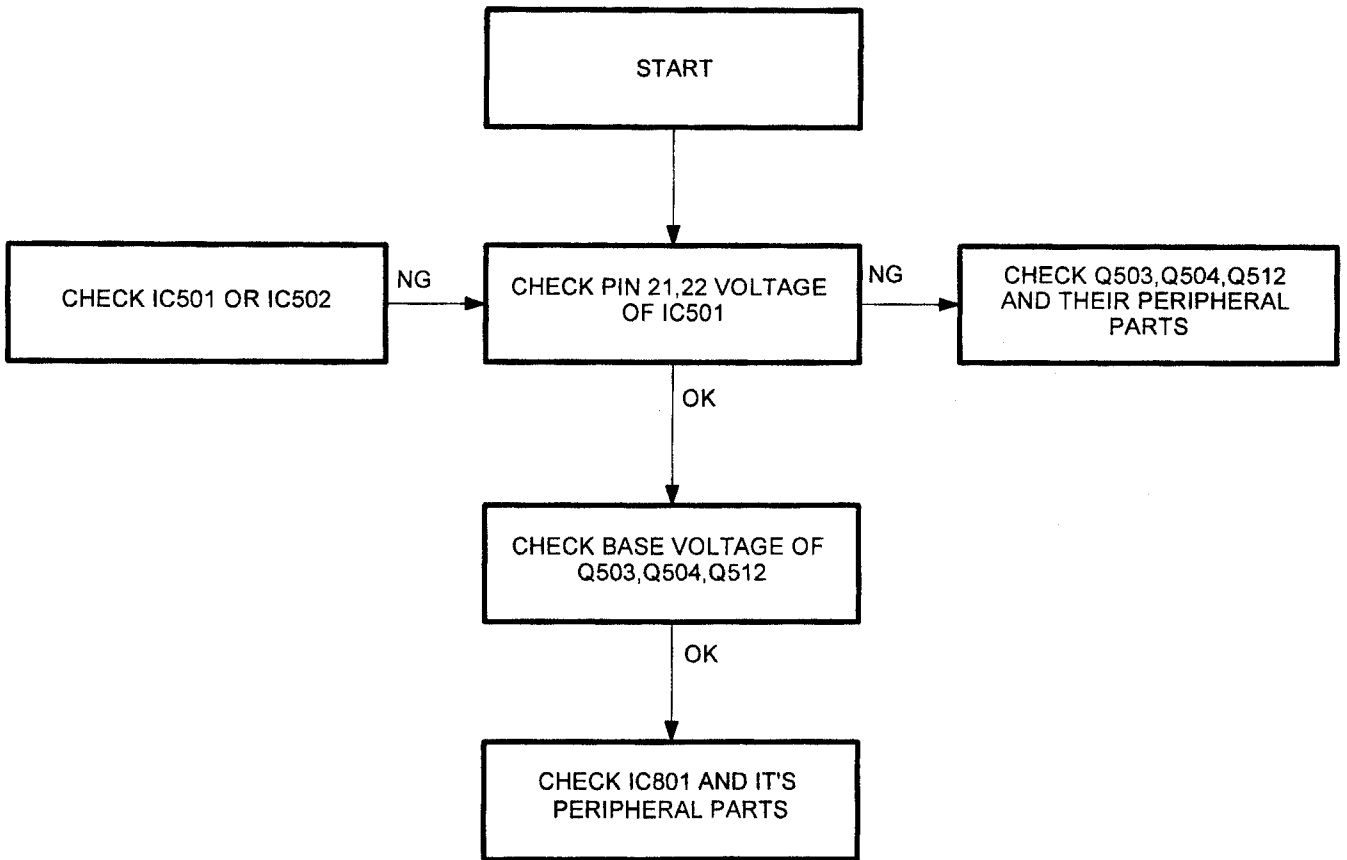 START
CHECK IC501 OR IC502
NG
CHECK PIN 21,22 VOLTAGE
OF IC501
NG
CHECK Q503,Q504,Q512
AND THEIR PERIPHERAL
PARTS
OK
CHECK BASE VOLTAGE OF
Q503,Q504,Q512
OK
CHECK IC801 AND IT'S
PERIPHERAL PARTS